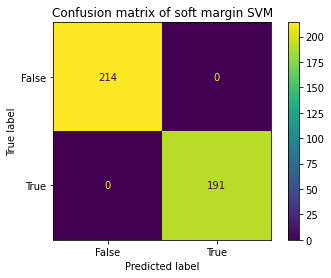 Confusion matrix of soft margin SVM
True label
False
True
214
0
0
191
False
True
Predicted label
200
175
150
125
100
75
50
25
0